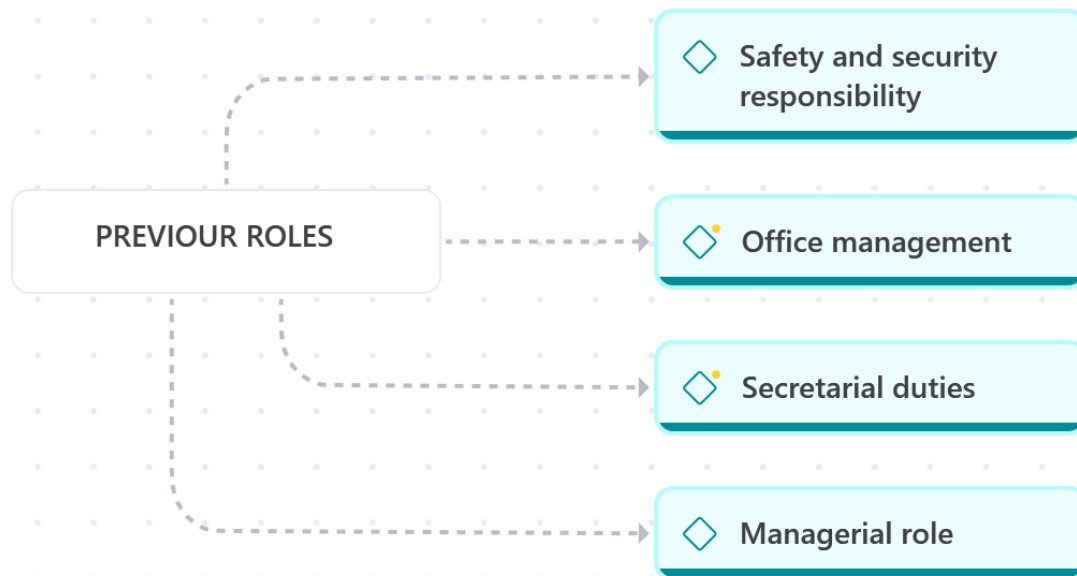 Safety and security
responsibility
PREVIOUR ROLES
Office management
Secretarial duties
Managerial role